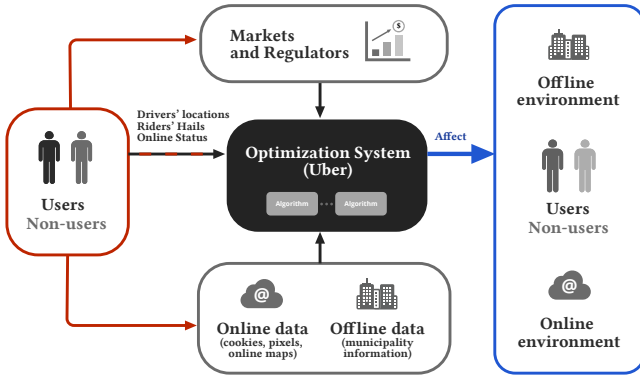 Markets
and Regulators
$
Drivers' locations
Riders' Hails
Online Status
Users
Non-users
Optimization System
(Uber)
Algorithm
Algorithm
Affect
@
Online data
(cookies, pixels,
online maps)
Offline data
(municipality
information)
Offline
environment
Users
Non-users
@
Online
environment